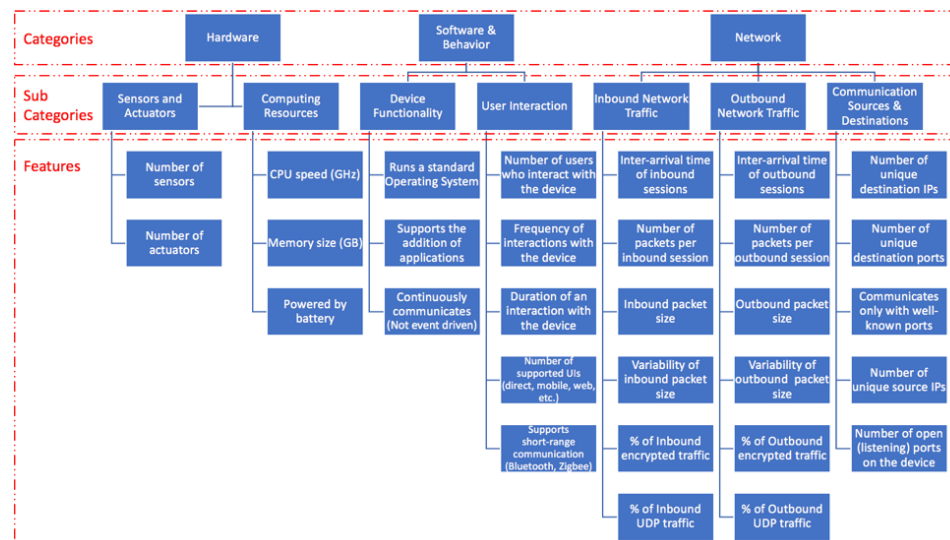 Categories
Hardware
Software &
Behavior
Network
Sub
Categories
Sensors and
Actuators
Computing
Resources
Device
Functionality
User Interaction
Inbound Network
Traffic
Outbound
Network Traffic
Communication
Sources &
Destinations
Features
Number of
sensors
Number of
actuators
CPU speed (GHz)
Memory size (GB)
Powered by
battery
Runs a standard
Operating System
Supports the
addition of
applications
Continuously
communicates
(Not event driven)
Number of users
who interact with
the device
Frequency of
interactions with
the device
Duration of an
interaction with
the device
Number of
supported UIs
(direct, mobile, web,
etc.)
Supports
short-range
communication
(Bluetooth, Zigbee)
Inter-arrival time
of inbound
sessions
Number of
packets per
inbound session
Inbound packet
size
Variability of
inbound packet
size
% of Inbound
encrypted traffic
% of Inbound
UDP traffic
Inter-arrival time
of outbound
sessions
Number of
packets per
outbound session
Outbound packet
size
Variability of
outbound packet
size
% of Outbound
encrypted traffic
% of Outbound
UDP traffic
Number of
unique
destination IPs
Number of
unique
destination ports
Communicates
only with well-
known ports
Number of
unique source IPs
Number of open
(listening) ports
on the device